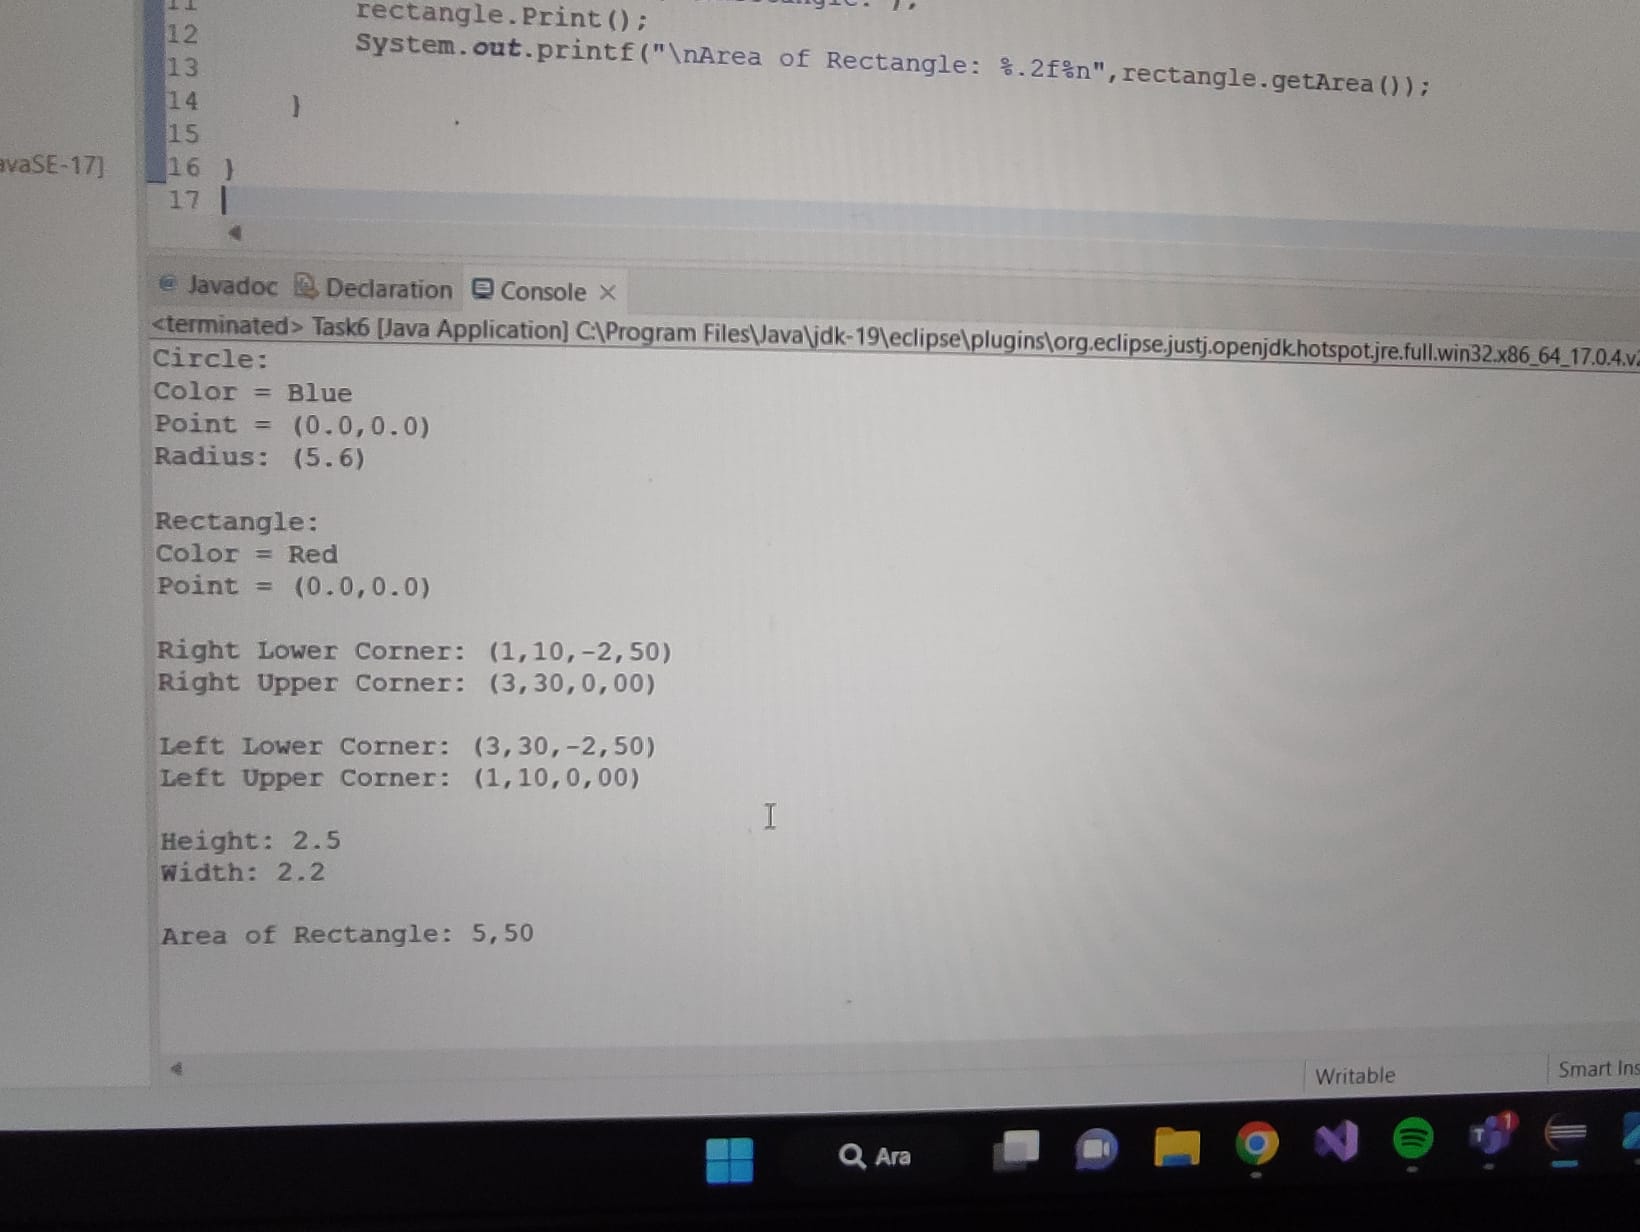 11
12 rectangle.Print();
13 System.out.printf("\nArea of Rectangle: %.2f%n",rectangle.getArea());
14 }
15
16 }
17
avaSE-17]
Javadoc Declaration Console
<terminated> Task6 [Java Application] C:\Program Files\Java\jdk-19\eclipse\plugins\org.eclipse.justj.openjdk.hotspot.jre.full.win32.x86_64_17.0.4.v2
Circle:
Color = Blue
Point = (0.0,0.0)
Radius: (5.6)
Rectangle:
Color = Red
Point = (0.0,0.0)
Right Lower Corner: (1,10,-2,50)
Right Upper Corner: (3,30,0,00)
Left Lower Corner: (3,30,-2,50)
Left Upper Corner: (1,10,0,00)
Height: 2.5
Width: 2.2
Area of Rectangle: 5,50
Writable
Smart Ins
Ara
T 1